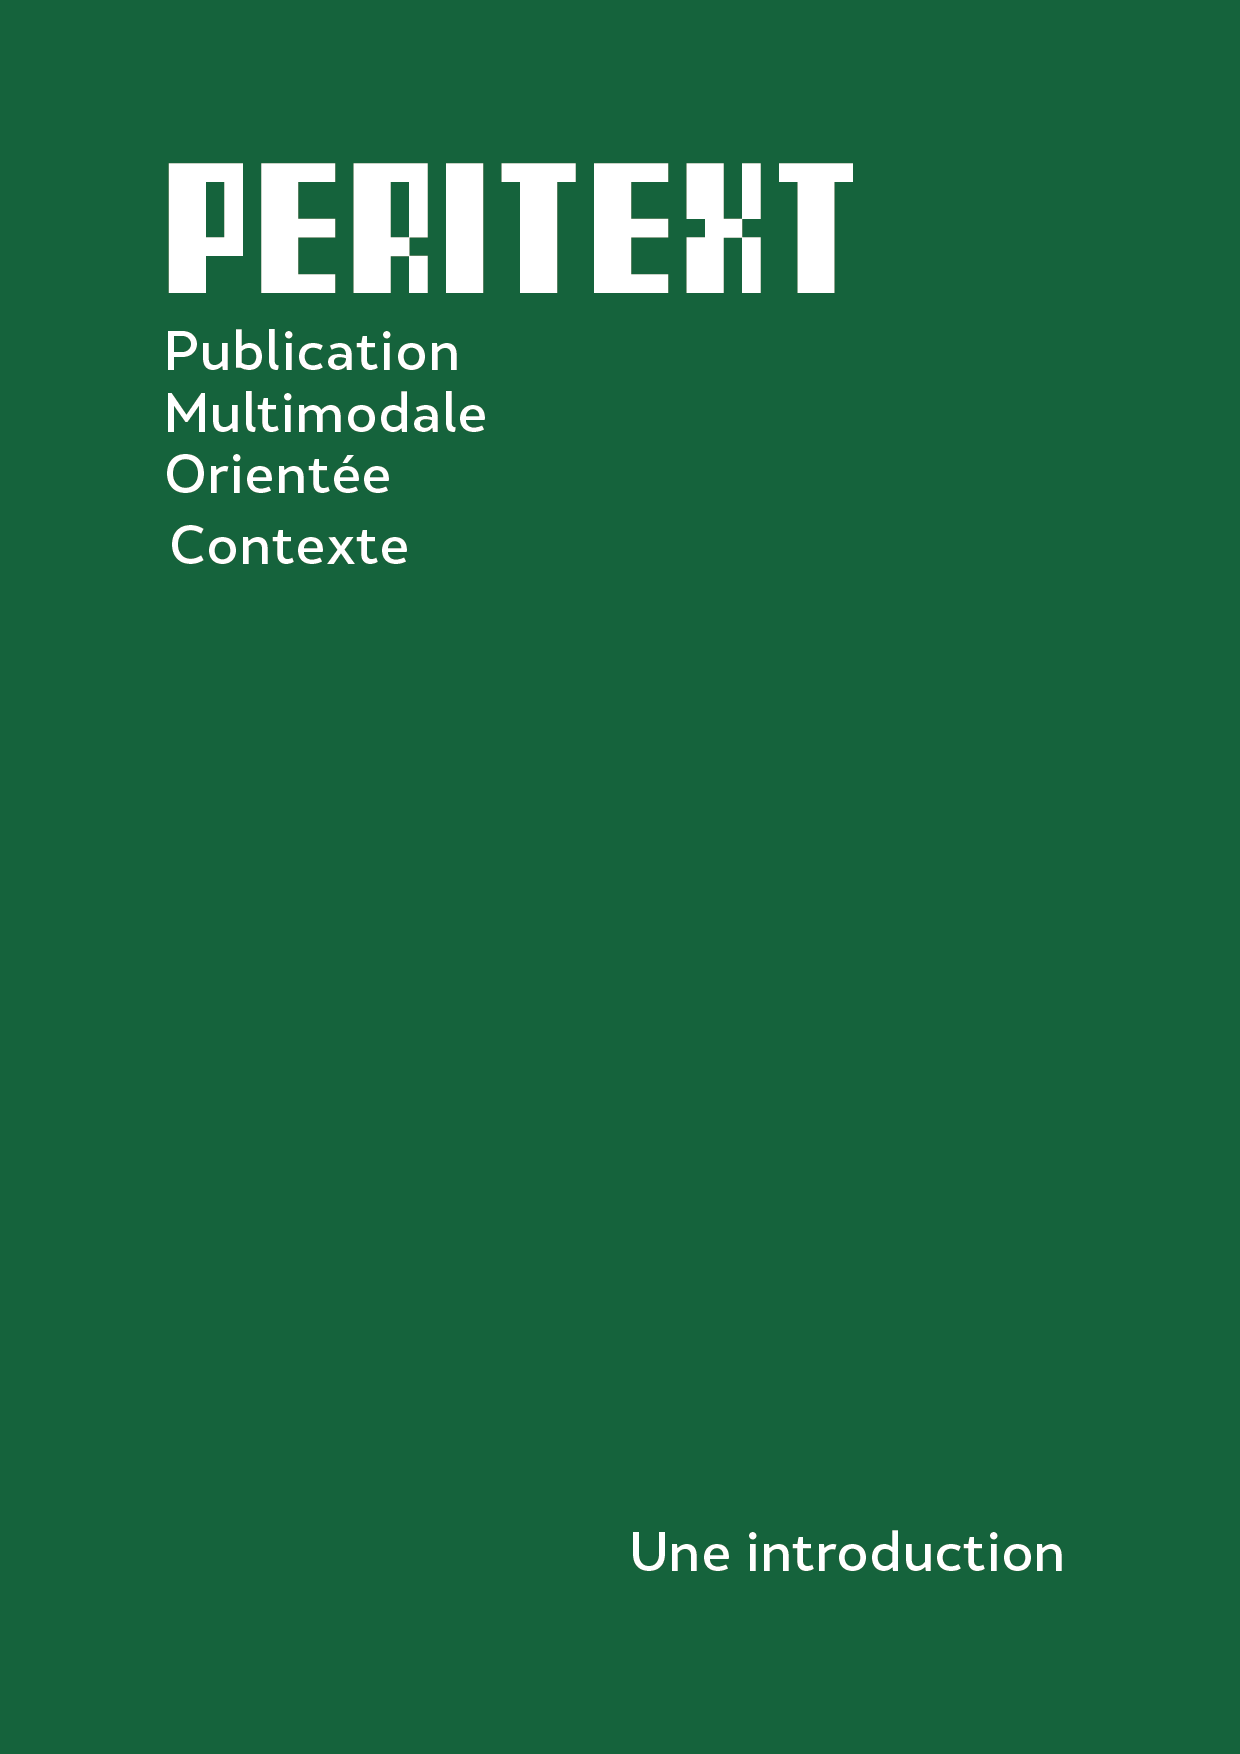 PERITEXT
Publication
Multimodale
Orientée
Contexte
Une introduction